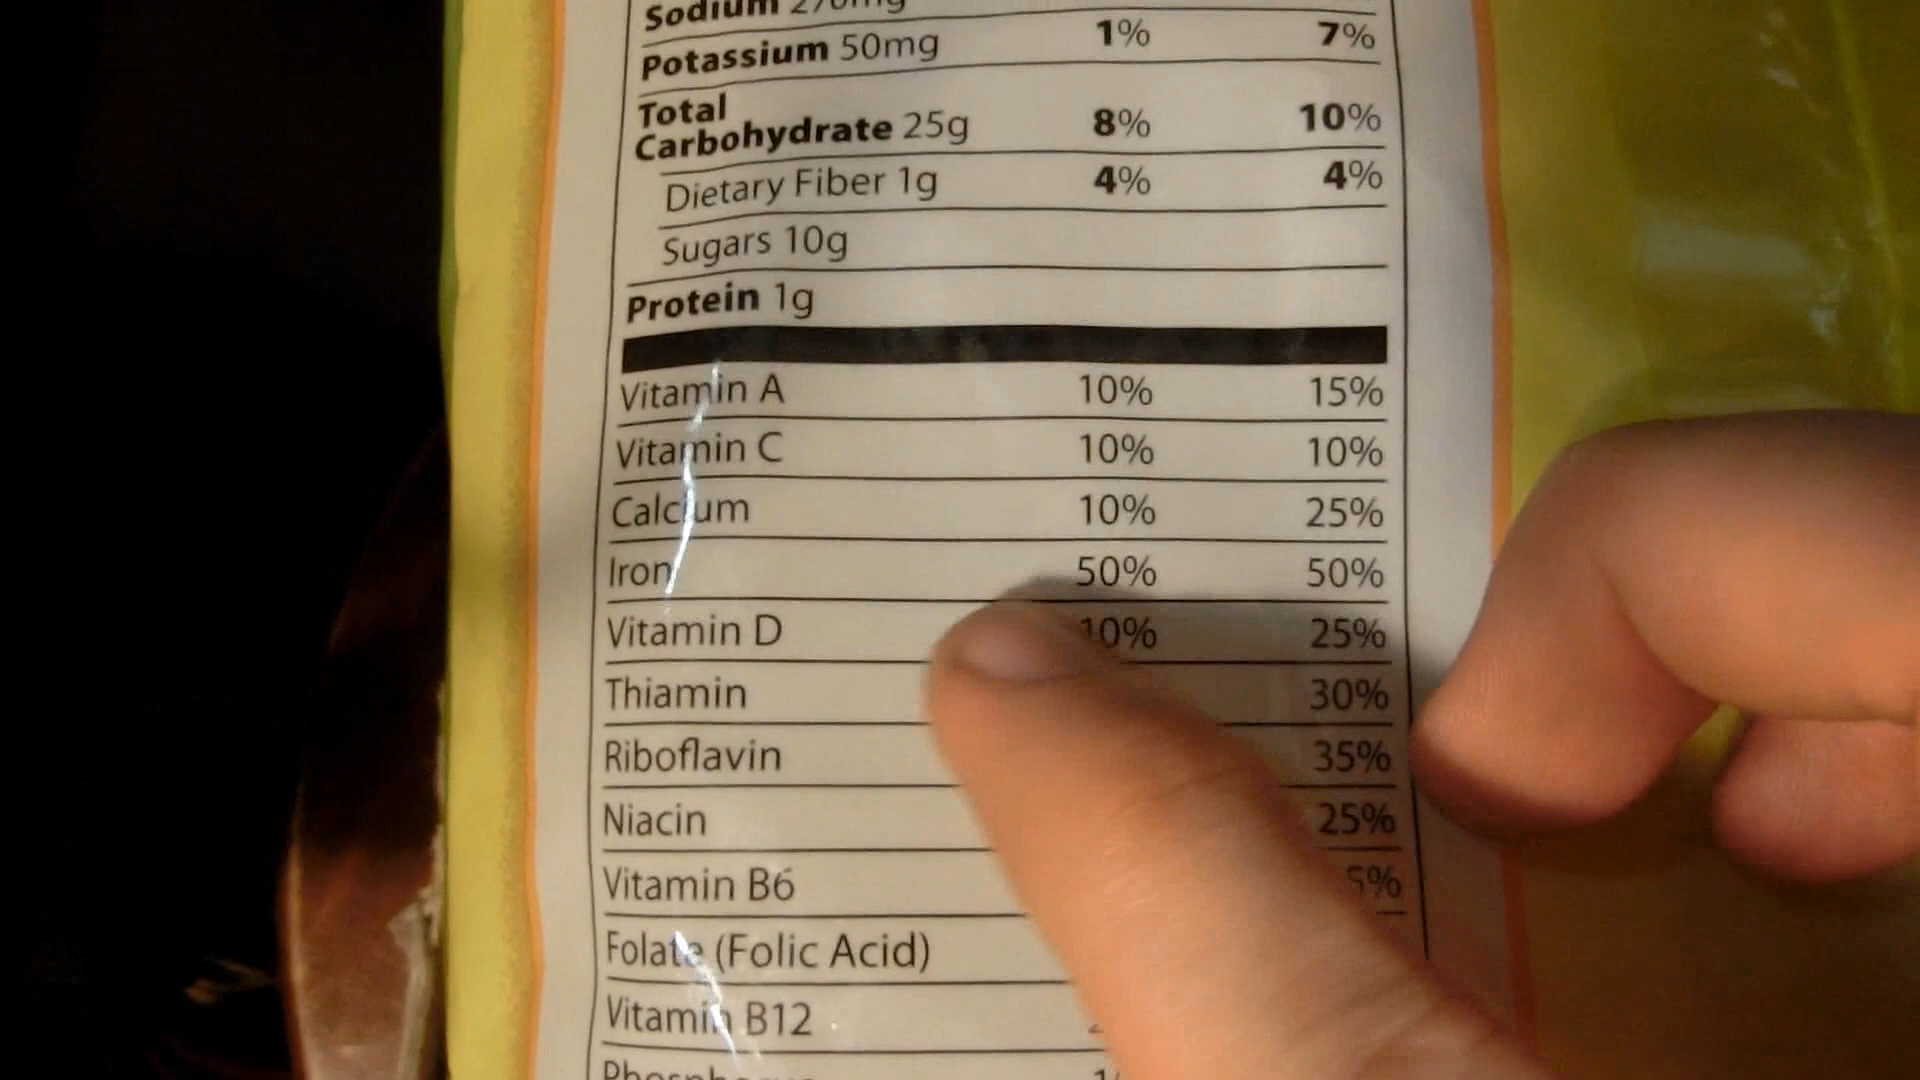 Sodium 270mg
Potassium 50mg 1% 7%
Total
Carbohydrate 25g 8% 10%
Dietary Fiber 1g 4% 4%
Sugars 10g
Protein 1g
Vitamin A 10% 15%
Vitamin C 10% 10%
Calcium 10% 25%
Iron 50% 50%
Vitamin D 10% 25%
Thiamin 30%
Riboflavin 35%
Niacin 25%
Vitamin B6
Folate (Folic Acid)
Vitamin B12